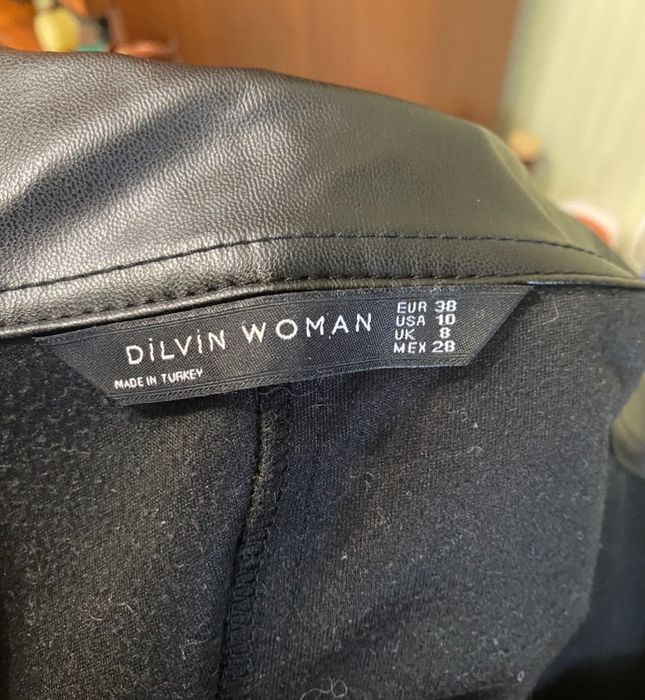 DİLVİN WOMAN
MADE IN TURKEY
EUR 38
USA 10
UK 8
MEX 28